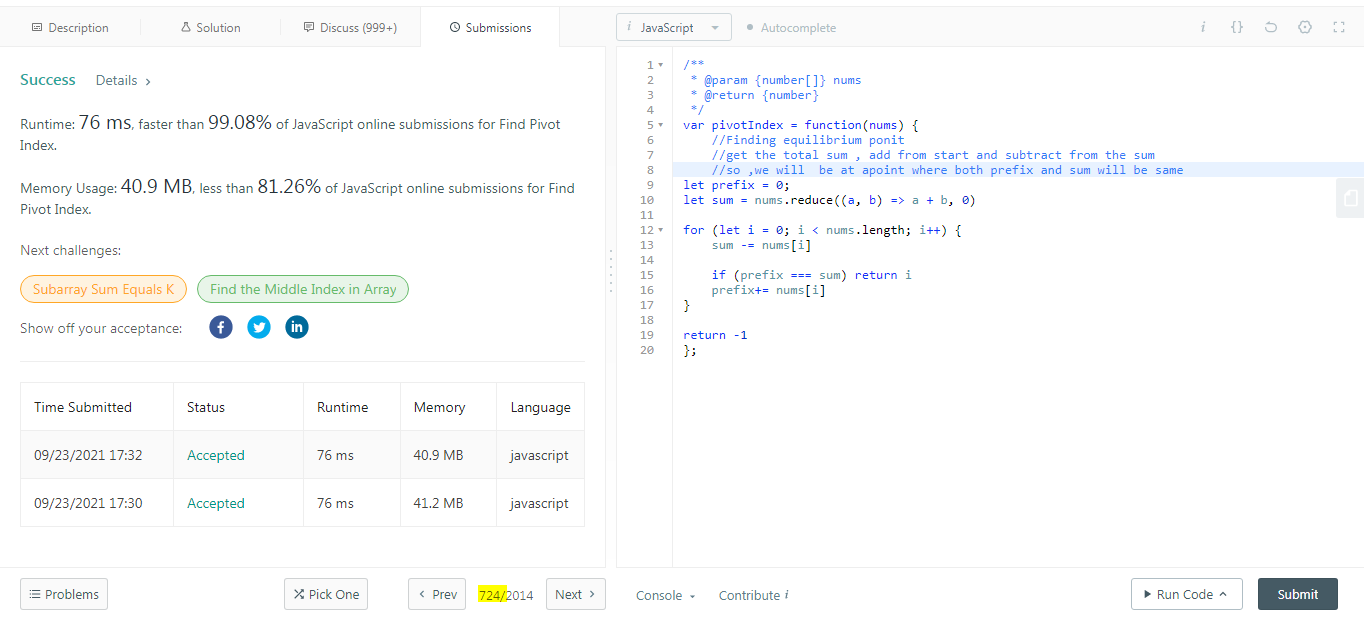 Description
Solution
Discuss (999+)
Submissions
i JavaScript
Autocomplete
i {}
Success Details >
Runtime: 76 ms, faster than 99.08% of JavaScript online submissions for Find Pivot
Index.
Memory Usage: 40.9 MB, less than 81.26% of JavaScript online submissions for Find
Pivot Index.
Next challenges:
Subarray Sum Equals K
Find the Middle Index in Array
Show off your acceptance:
Time Submitted Status Runtime Memory Language
09/23/2021 17:32 Accepted 76 ms 40.9 MB javascript
09/23/2021 17:30 Accepted 76 ms 41.2 MB javascript
1 /**
2  * @param {number[]} nums
3  * @return {number}
4  */
5 var pivotIndex = function(nums) {
6     //Finding equilibrium ponit
7     //get the total sum , add from start and subtract from the sum
8     //so ,we will  be at apoint where both prefix and sum will be same
9 let prefix = 0;
10 let sum = nums.reduce((a, b) => a + b, 0)
11
12 for (let i = 0; i < nums.length; i++) {
13     sum -= nums[i]
14
15     if (prefix === sum) return i
16     prefix+= nums[i]
17 }
18
19 return -1
20 };
Problems
Pick One
< Prev
724/2014
Next >
Console
Contribute i
Run Code
Submit